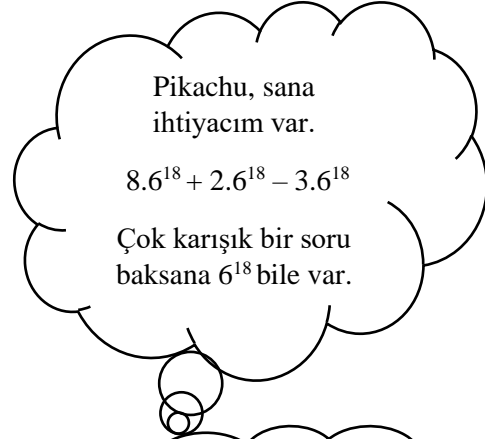 Pikachu, sana
ihtiyacım var.
8.6¹⁸ + 2.6¹⁸ – 3.6¹⁸
Çok karışık bir soru
baksana 6¹⁸ bile var.